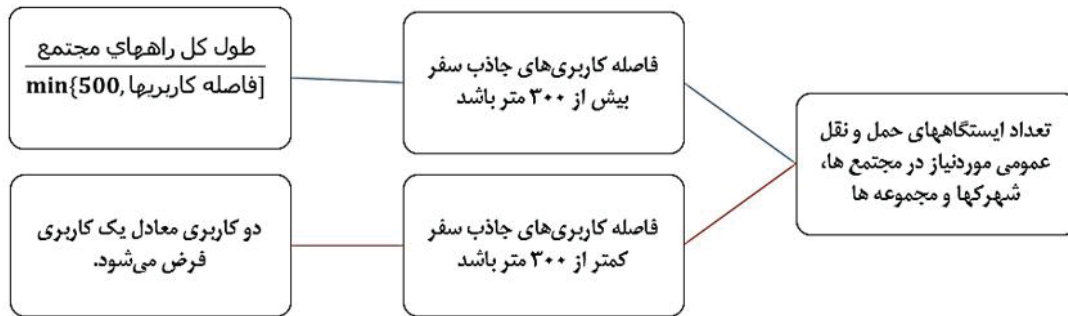 تعداد ایستگاههای حمل و نقل
عمومی موردنیاز در مجتمع ها،
شهرکها و مجموعه ها
فاصله کاربری‌های جاذب سفر
بیش از ۳۰۰ متر باشد
طول کل راههاي مجتمع
min{500, فاصله کاربریها]
فاصله کاربری‌های جاذب سفر
کمتر از ۳۰۰ متر باشد
دو کاربری معادل یک کاربری
فرض می‌شود.